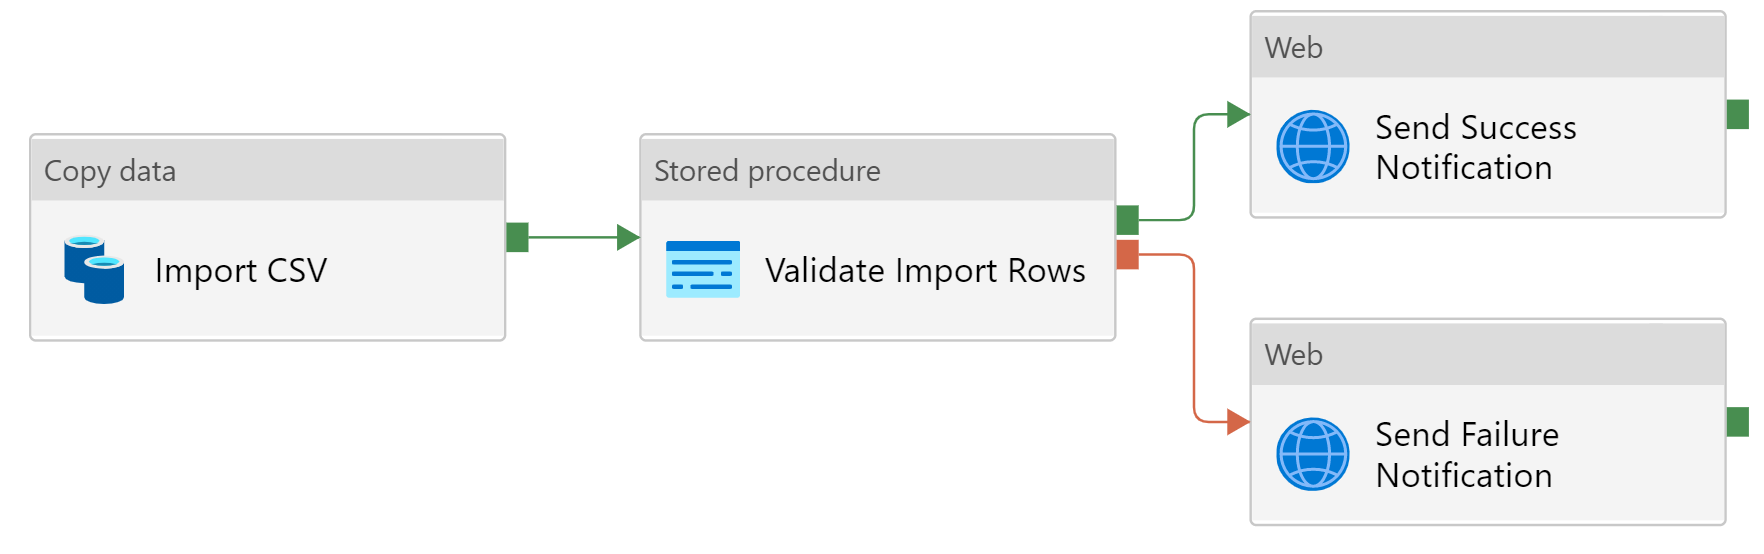 Copy data
Import CSV
Stored procedure
Validate Import Rows
Web
Send Success
Notification
Web
Send Failure
Notification